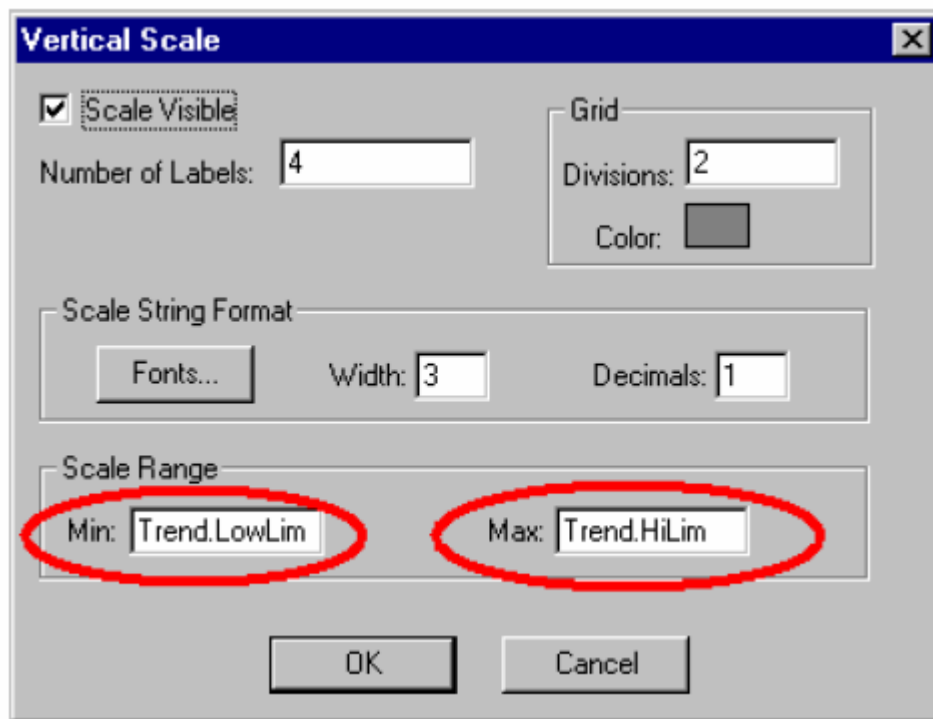 Vertical Scale
Scale Visible
Number of Labels: 4
Grid
Divisions: 2
Color:
Scale String Format
Fonts... Width: 3 Decimals: 1
Scale Range
Min: Trend.LowLim Max: Trend.HiLim
OK Cancel